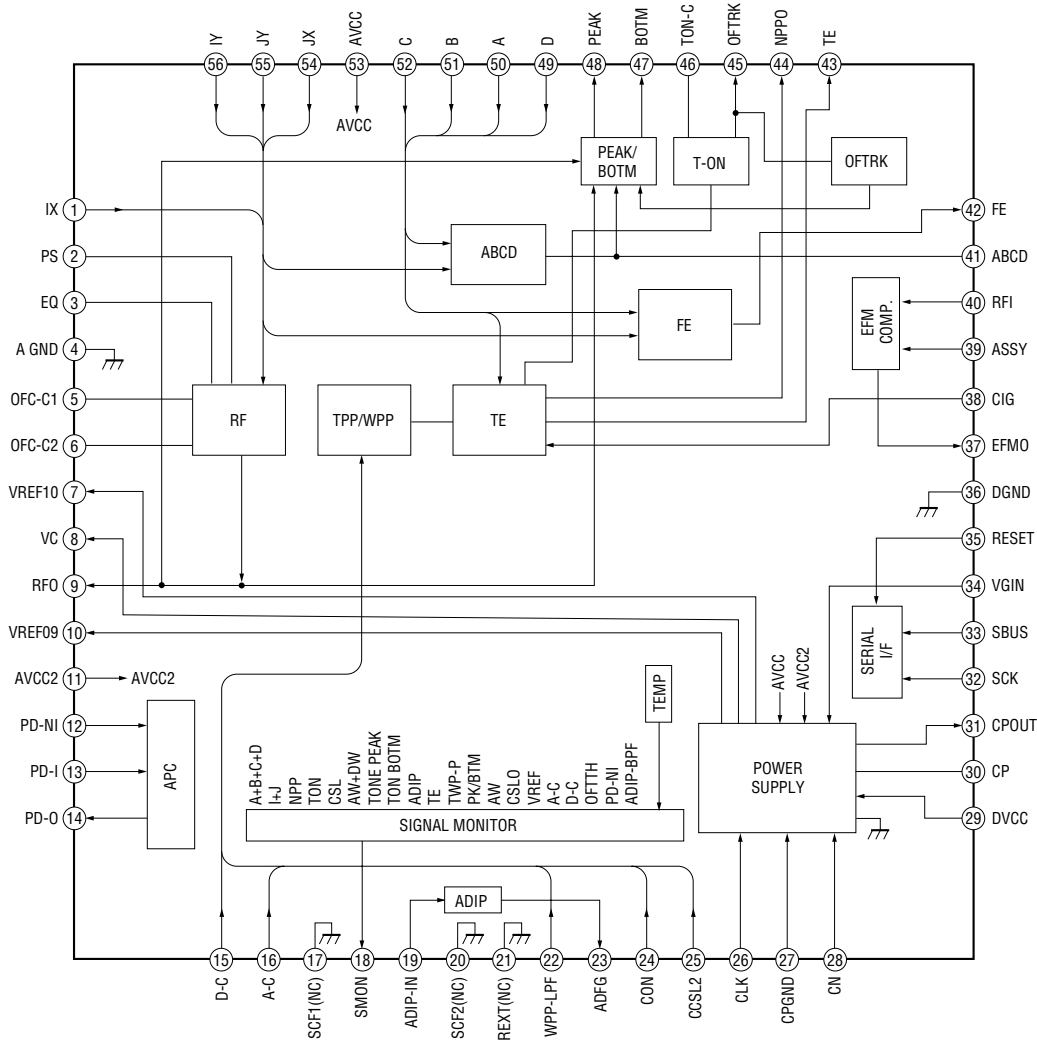 IY
JY
JX
AVCC
C
B
A
D
PEAK
BOTM
TON-C
OFTRK
NPPO
TE
56
55
54
53
52
51
50
49
48
47
46
45
44
43
AVCC
PEAK/
BOTM
T-ON
OFTRK
IX 1
PS 2
EQ 3
A GND 4
OFC-C1 5
OFC-C2 6
VREF10 7
VC 8
RFO 9
VREF09 10
AVCC2 11
AVCC2
PD-NI 12
PD-I 13
PD-O 14
ABCD
FE
RF
TPP/WPP
TE
EFM
COMP.
42 FE
41 ABCD
40 RFI
39 ASSY
38 CIG
37 EFMO
36 DGND
35 RESET
34 VGIN
33 SBUS
32 SCK
31 CPOUT
30 CP
29 DVCC
SERIAL
I/F
AVCC
AVCC2
POWER
SUPPLY
TEMP
APC
A+B+C+D
I+J
NPP
TON
CSL
AW+DW
TONE PEAK
TON BOTM
ADIP
TE
TWP-P
PK/BTM
AW
CSLO
VREF
A-C
D-C
OFTTH
PD-NI
ADIP-BPF
SIGNAL MONITOR
ADIP
15
16
17
18
19
20
21
22
23
24
25
26
27
28
D-C
A-C
SCF1(NC)
SMON
ADIP-IN
SCF2(NC)
REXT(NC)
WPP-LPF
ADFG
CON
CCSL2
CLK
CPGND
CN